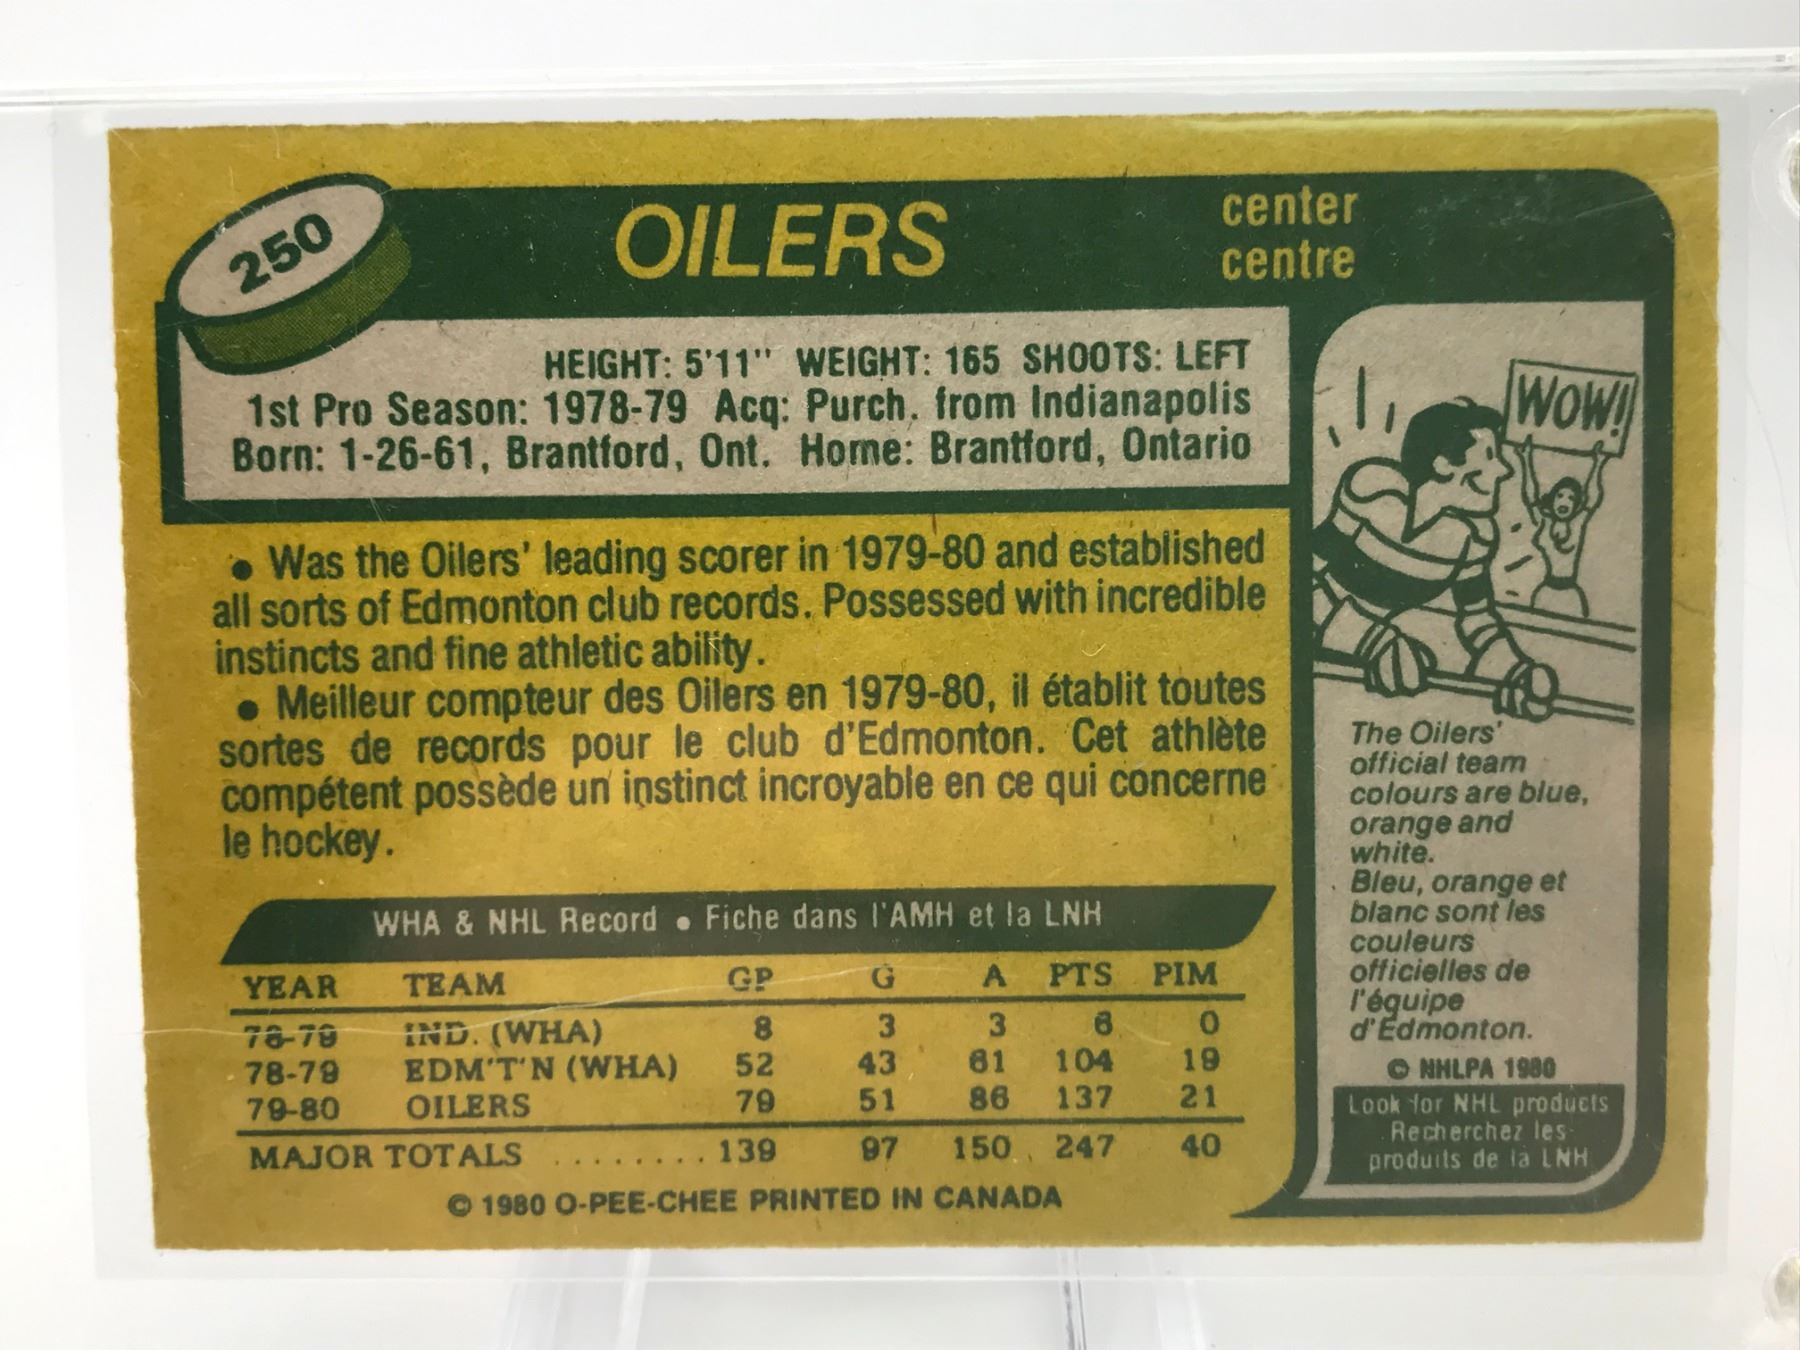 250
OILERS
center
centre
HEIGHT: 5'11" WEIGHT: 165 SHOOTS: LEFT
1st Pro Season: 1978-79 Acq: Purch. from Indianapolis
Born: 1-26-61, Brantford, Ont. Home: Brantford, Ontario
• Was the Oilers' leading scorer in 1979-80 and established
all sorts of Edmonton club records. Possessed with incredible
instincts and fine athletic ability.
• Meilleur compteur des Oilers en 1979-80, il établit toutes
sortes de records pour le club d'Edmonton. Cet athlète
compétent possède un instinct incroyable en ce qui concerne
le hockey.
WHA & NHL Record • Fiche dans l'AMH et la LNH
YEAR TEAM GP G A PTS PIM
78-79 IND. (WHA) 8 3 3 6 0
78-79 EDM'T'N (WHA) 52 43 61 104 19
79-80 OILERS 79 51 86 137 21
MAJOR TOTALS ........ 139 97 150 247 40
© 1980 O-PEE-CHEE PRINTED IN CANADA
WOW!
The Oilers'
official team
colours are blue,
orange and
white.
Bleu, orange et
blanc sont les
couleurs
officielles de
l'équipe
d'Edmonton.
© NHLPA 1980
Look for NHL products
Recherchez les
produits de la LNH